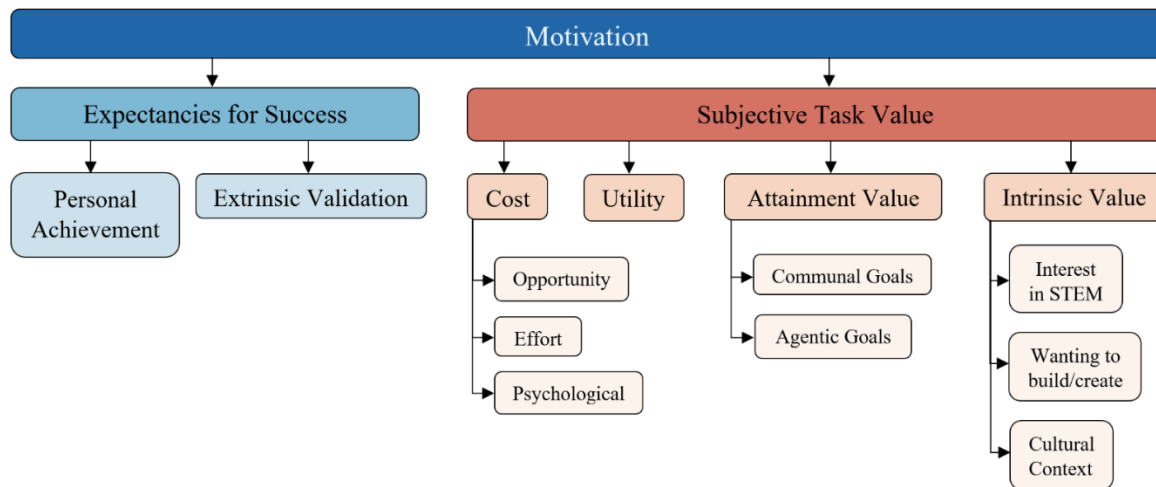 Motivation
Expectancies for Success
Subjective Task Value
Personal
Achievement
Extrinsic Validation
Cost
Utility
Attainment Value
Intrinsic Value
Opportunity
Effort
Psychological
Communal Goals
Agentic Goals
Interest
in STEM
Wanting to
build/create
Cultural
Context